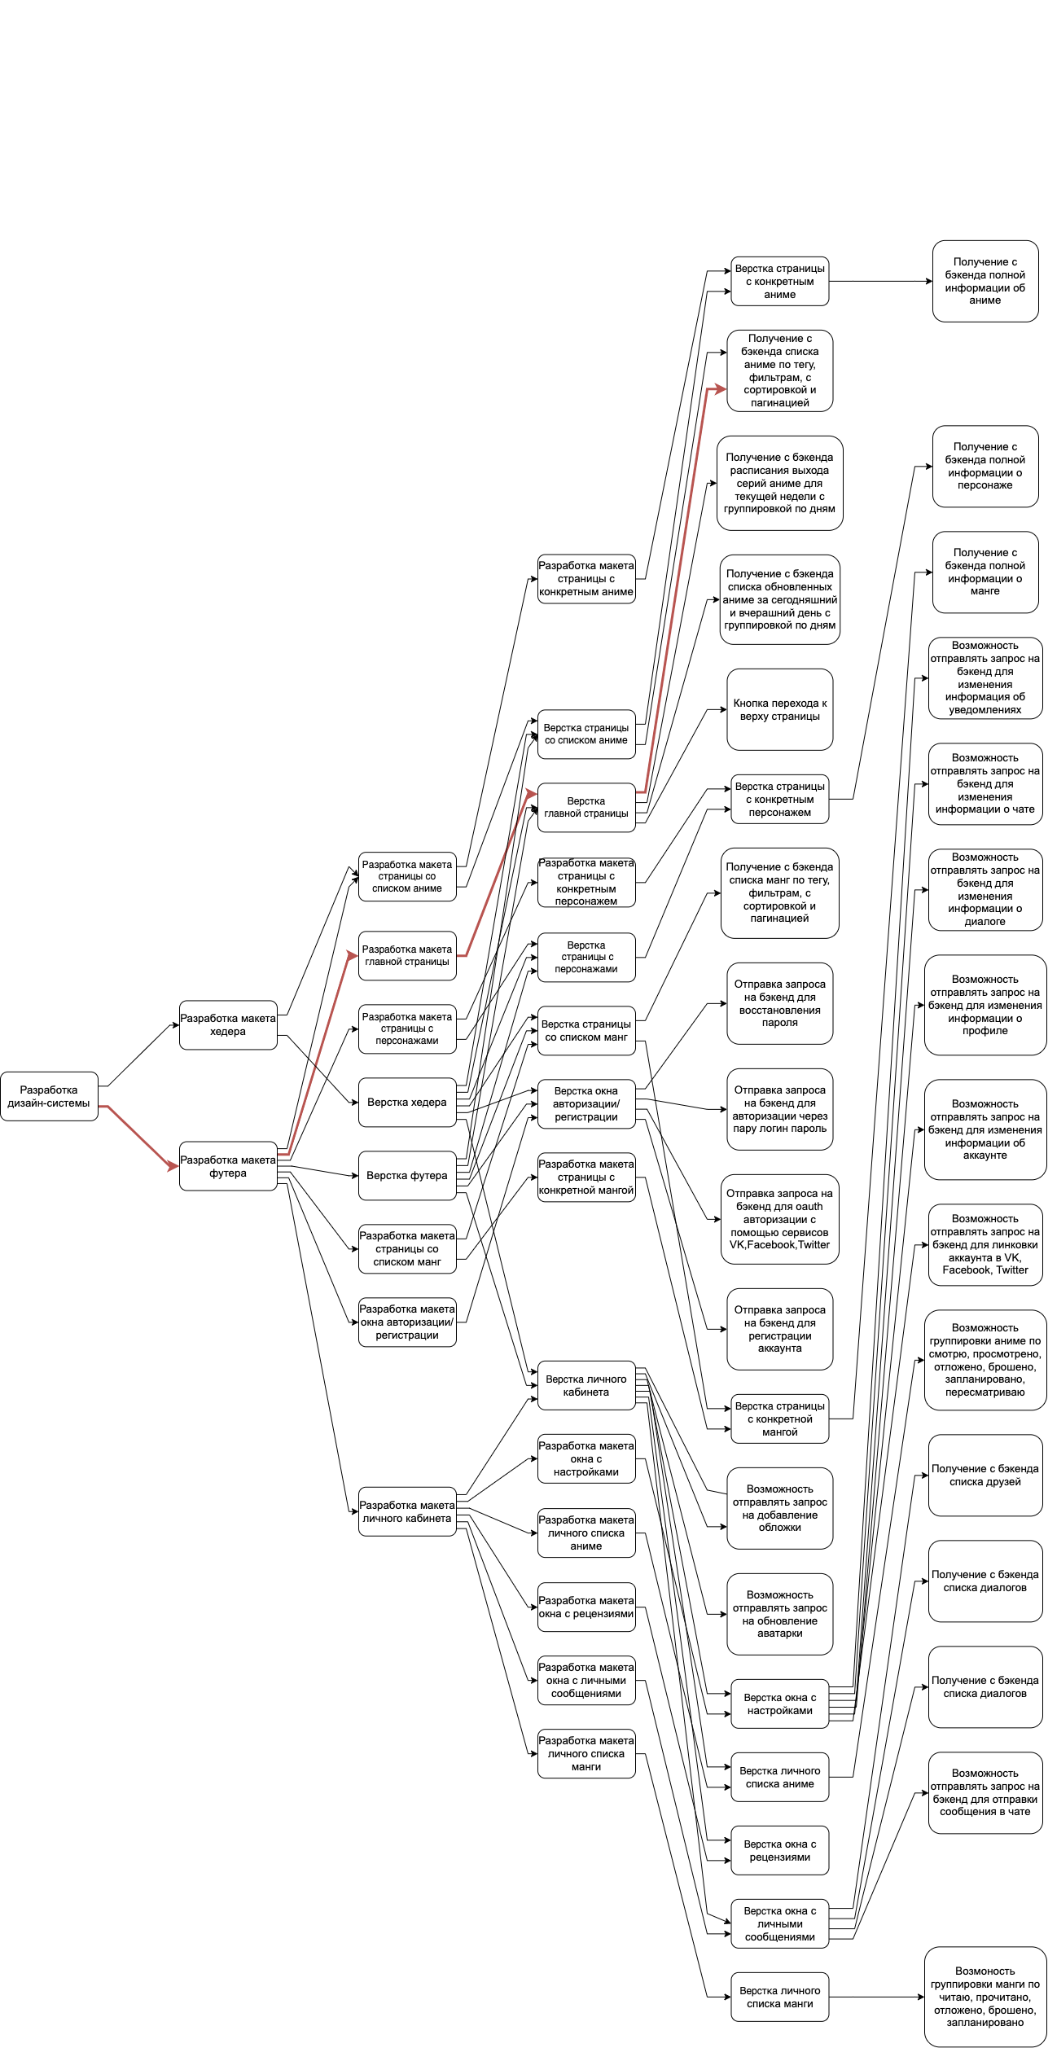 Разработка
дизайн-системы
Разработка макета
хедера
Разработка макета
футера
Разработка макета
страницы со
списком аниме
Разработка макета
главной страницы
Разработка макета
страницы с
персонажами
Верстка хедера
Верстка футера
Разработка макета
страницы со
списком манг
Разработка макета
окна авторизации/
регистрации
Разработка макета
личного кабинета
Разработка макета
страницы с
конкретным аниме
Верстка страницы
со списком аниме
Верстка
главной страницы
Разработка макета
страницы с
конкретным
персонажем
Верстка
страницы с
персонажами
Верстка страницы
со списком манг
Верстка окна
авторизации/
регистрации
Разработка макета
страницы с
конкретной мангой
Верстка личного
кабинета
Разработка макета
окна с
настройками
Разработка макета
личного списка
аниме
Разработка макета
окна с рецензиями
Разработка макета
окна с личными
сообщениями
Разработка макета
личного списка
манги
Верстка страницы
с конкретным
аниме
Получение с
бэкенда списка
аниме по тегу,
фильтрам, с
сортировкой и
пагинацией
Получение с бэкенда
расписания выхода
серий аниме для
текущей недели с
группировкой по дням
Получение с бэкенда
списка обновленных
аниме за сегодняшний
и вчерашний день с
группировкой по дням
Кнопка перехода к
верху страницы
Верстка страницы
с конкретным
персонажем
Получение с бэкенда
списка манг по тегу,
фильтрам, с
сортировкой и
пагинацией
Отправка запроса
на бэкенд для
восстановления
пароля
Отправка запроса
на бэкенд для
авторизации через
пару логин пароль
Отправка запроса на
бэкенд для oauth
авторизации с
помощью сервисов
VK,Facebook,Twitter
Отправка запроса
на бэкенд для
регистрации
аккаунта
Верстка страницы
с конкретной
мангой
Возможность
отправлять запрос
на добавление
обложки
Возможность
отправлять запрос
на обновление
аватарки
Верстка окна с
настройками
Верстка личного
списка аниме
Верстка окна с
рецензиями
Верстка окна с
личными
сообщениями
Верстка личного
списка манги
Получение с
бэкенда полной
информации об
аниме
Получение с
бэкенда полной
информации о
персонаже
Получение с
бэкенда полной
информации о
манге
Возможность
отправлять запрос на
бэкенд для
изменения
информация об
уведомлениях
Возможность
отправлять запрос на
бэкенд для
изменения
информации о чате
Возможность
отправлять запрос на
бэкенд для
изменения
информации о
диалоге
Возможность
отправлять запрос на
бэкенд для изменения
информации о
профиле
Возможность
отправлять запрос на
бэкенд для изменения
информации об
аккаунте
Возможность
отправлять запрос на
бэкенд для линковки
аккаунта в VK,
Facebook, Twitter
Возможность
группировки аниме по
смотрю, просмотрено,
отложено, брошено,
запланировано,
пересматриваю
Получение с бэкенда
списка друзей
Получение с бэкенда
списка диалогов
Получение с бэкенда
списка диалогов
Возможность
отправлять запрос на
бэкенд для отправки
сообщения в чате
Возмоность
группировки манги по
читаю, прочитано,
отложено, брошено,
запланировано